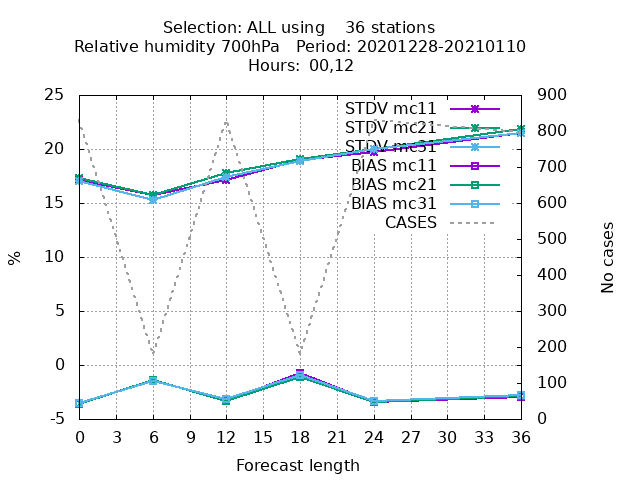 Selection: ALL using    36 stations
Relative humidity 700hPa   Period: 20201228-20210110
Hours: 00,12
STDV mc11
STDV mc21
STDV mc31
BIAS mc11
BIAS mc21
BIAS mc31
CASES
25
20
15
10
5
0
-5
%
900
800
700
600
500
400
300
200
100
0
No cases
0 3 6 9 12 15 18 21 24 27 30 33 36
Forecast length